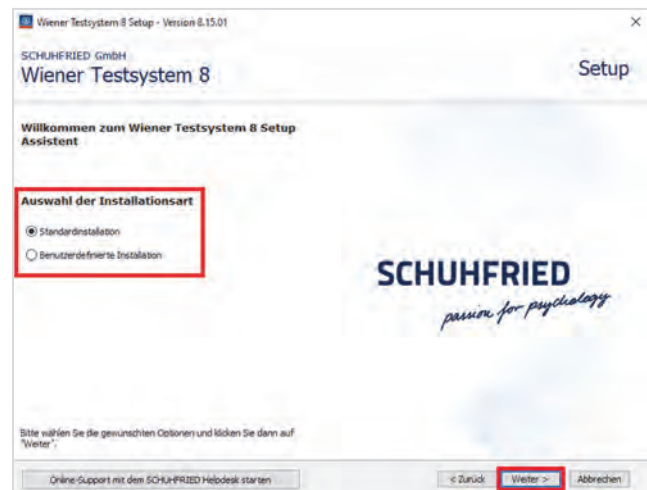 Wiener Testsystem 8 Setup - Version 8.15.01
SCHUHFRIED GmbH
Wiener Testsystem 8
Setup
Willkommen zum Wiener Testsystem 8 Setup
Assistent
Auswahl der Installationsart
Standardinstallation
Benutzerdefinierte Installation
SCHUHFRIED
passion for psychology
Bitte wählen Sie die gewünschten Optionen und klicken Sie dann auf
"Weiter".
Online-Support mit dem SCHUHFRIED Helpdesk starten
< Zurück
Weiter >
Abbrechen